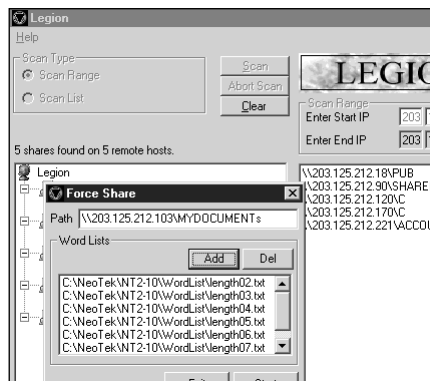 Legion
Help
Scan Type
Scan Range
Scan List
Scan
Abort Scan
Clear
LEGIO
Scan Range
Enter Start IP 203
Enter End IP 203
5 shares found on 5 remote hosts.
Legion
\\203.125.212.18\PUB
\\203.125.212.90\SHARE
\\203.125.212.120\C
\\203.125.212.170\C
\\203.125.212.221\ACCOU
Force Share
Path \\203.125.212.103\MYDOCUMENTs
Word Lists
Add Del
C:\NeoTek\NT2-10\WordList\length02.txt
C:\NeoTek\NT2-10\WordList\length03.txt
C:\NeoTek\NT2-10\WordList\length04.txt
C:\NeoTek\NT2-10\WordList\length05.txt
C:\NeoTek\NT2-10\WordList\length06.txt
C:\NeoTek\NT2-10\WordList\length07.txt